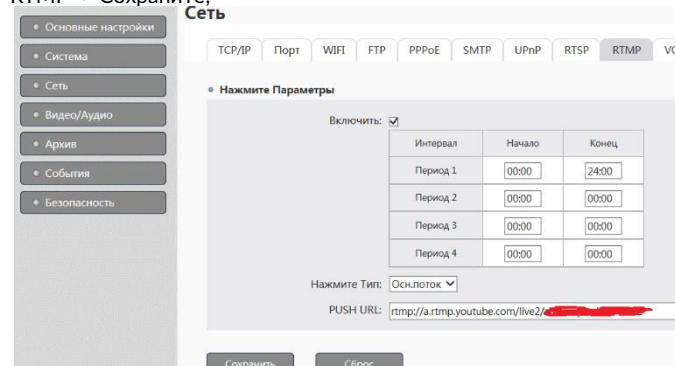 RTMP Сохраните,
Сеть
Основные настройки
Система
Сеть
Видео/Аудио
Архив
События
Безопасность
TCP/IP Порт WIFI FTP PPPoE SMTP UPnP RTSP RTMP
Нажмите Параметры
Включить:
Интервал Начало Конец
Период 1 00:00 24:00
Период 2 00:00 00:00
Период 3 00:00 00:00
Период 4 00:00 00:00
Нажмите Тип: Осн.поток
PUSH URL: rtmp://a.rtmp.youtube.com/live2/
Сохранить Сброс